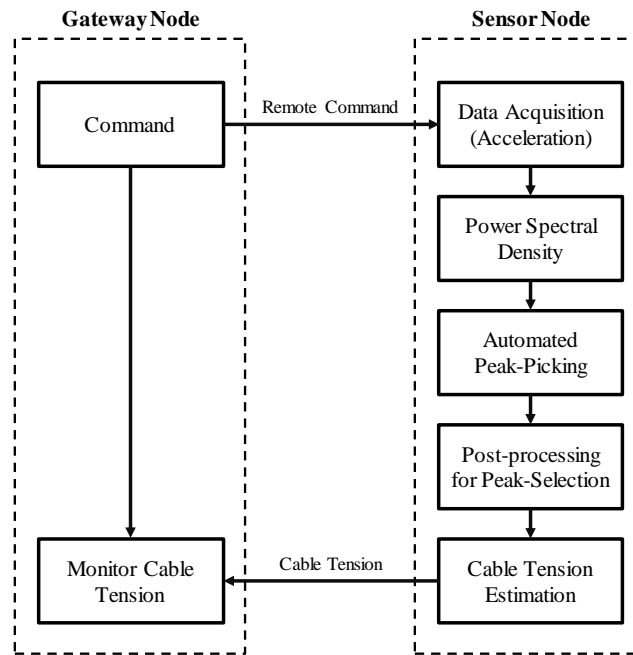 Gateway Node
Sensor Node
Command
Remote Command
Data Acquisition
(Acceleration)
Power Spectral
Density
Automated
Peak-Picking
Post-processing
for Peak-Selection
Monitor Cable
Tension
Cable Tension
Cable Tension
Estimation